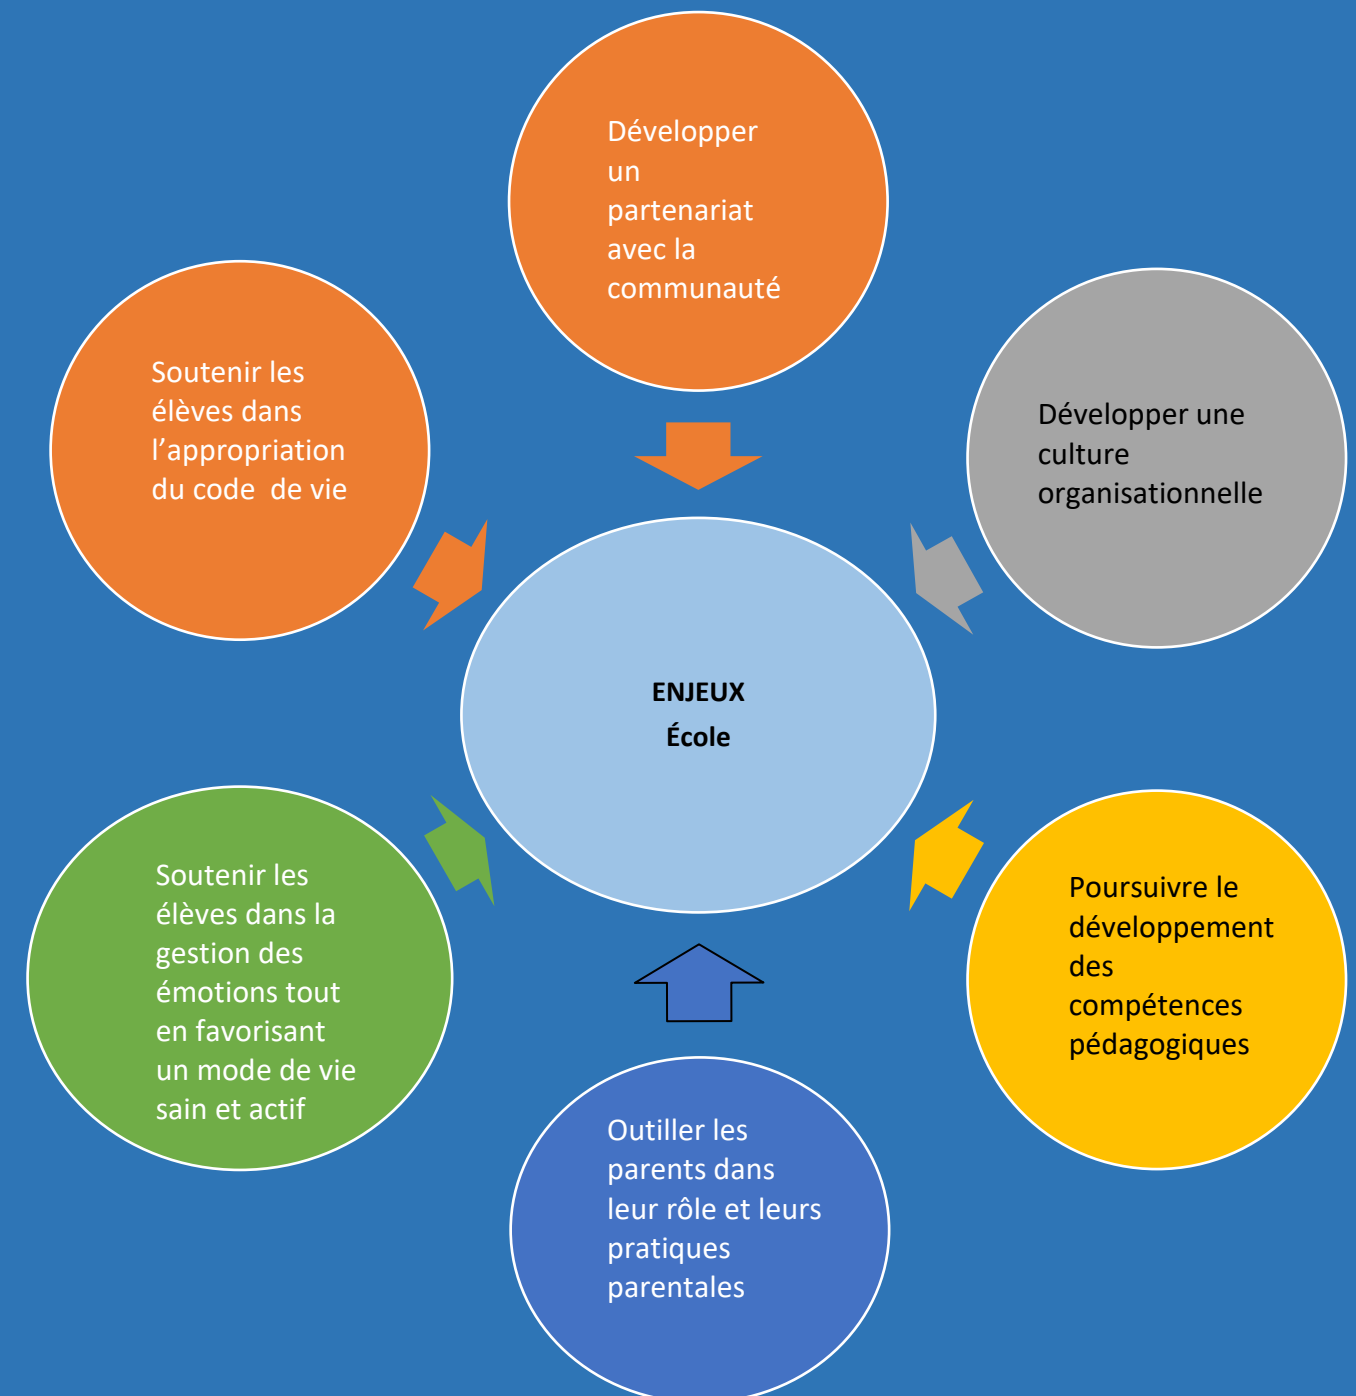 Développer
un
partenariat
avec la
communauté
Soutenir les
élèves dans
l’appropriation
du code  de vie
Développer une
culture
organisationnelle
ENJEUX
École
Soutenir les
élèves dans la
gestion des
émotions tout
en favorisant
un mode de vie
sain et actif
Poursuivre le
développement
des
compétences
pédagogiques
Outiller les
parents dans
leur rôle et leurs
pratiques
parentales